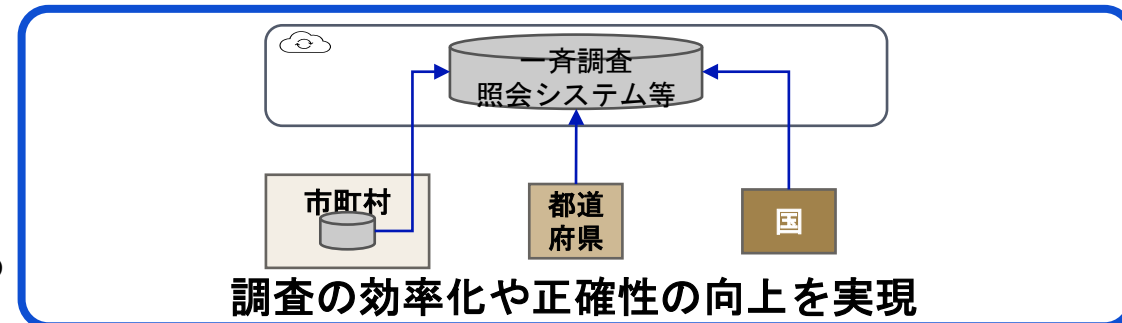 一斉調査
照会システム等
市町村
都道
府県
国
調査の効率化や正確性の向上を実現